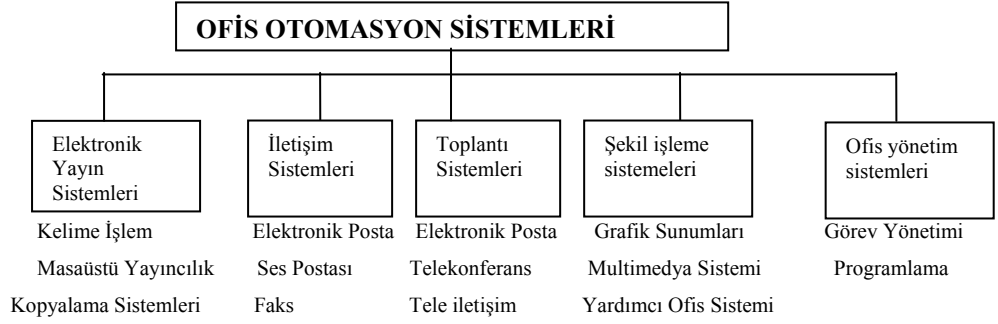 OFİS OTOMASYON SİSTEMLERİ
Elektronik
Yayın
Sistemleri
İletişim
Sistemleri
Toplantı
Sistemleri
Şekil işleme
sistemeleri
Ofis yönetim
sistemleri
Kelime İşlem
Masaüstü Yayıncılık
Kopyalama Sistemleri
Elektronik Posta
Ses Postası
Faks
Elektronik Posta
Telekonferans
Tele iletişim
Grafik Sunumları
Multimedya Sistemi
Yardımcı Ofis Sistemi
Görev Yönetimi
Programlama